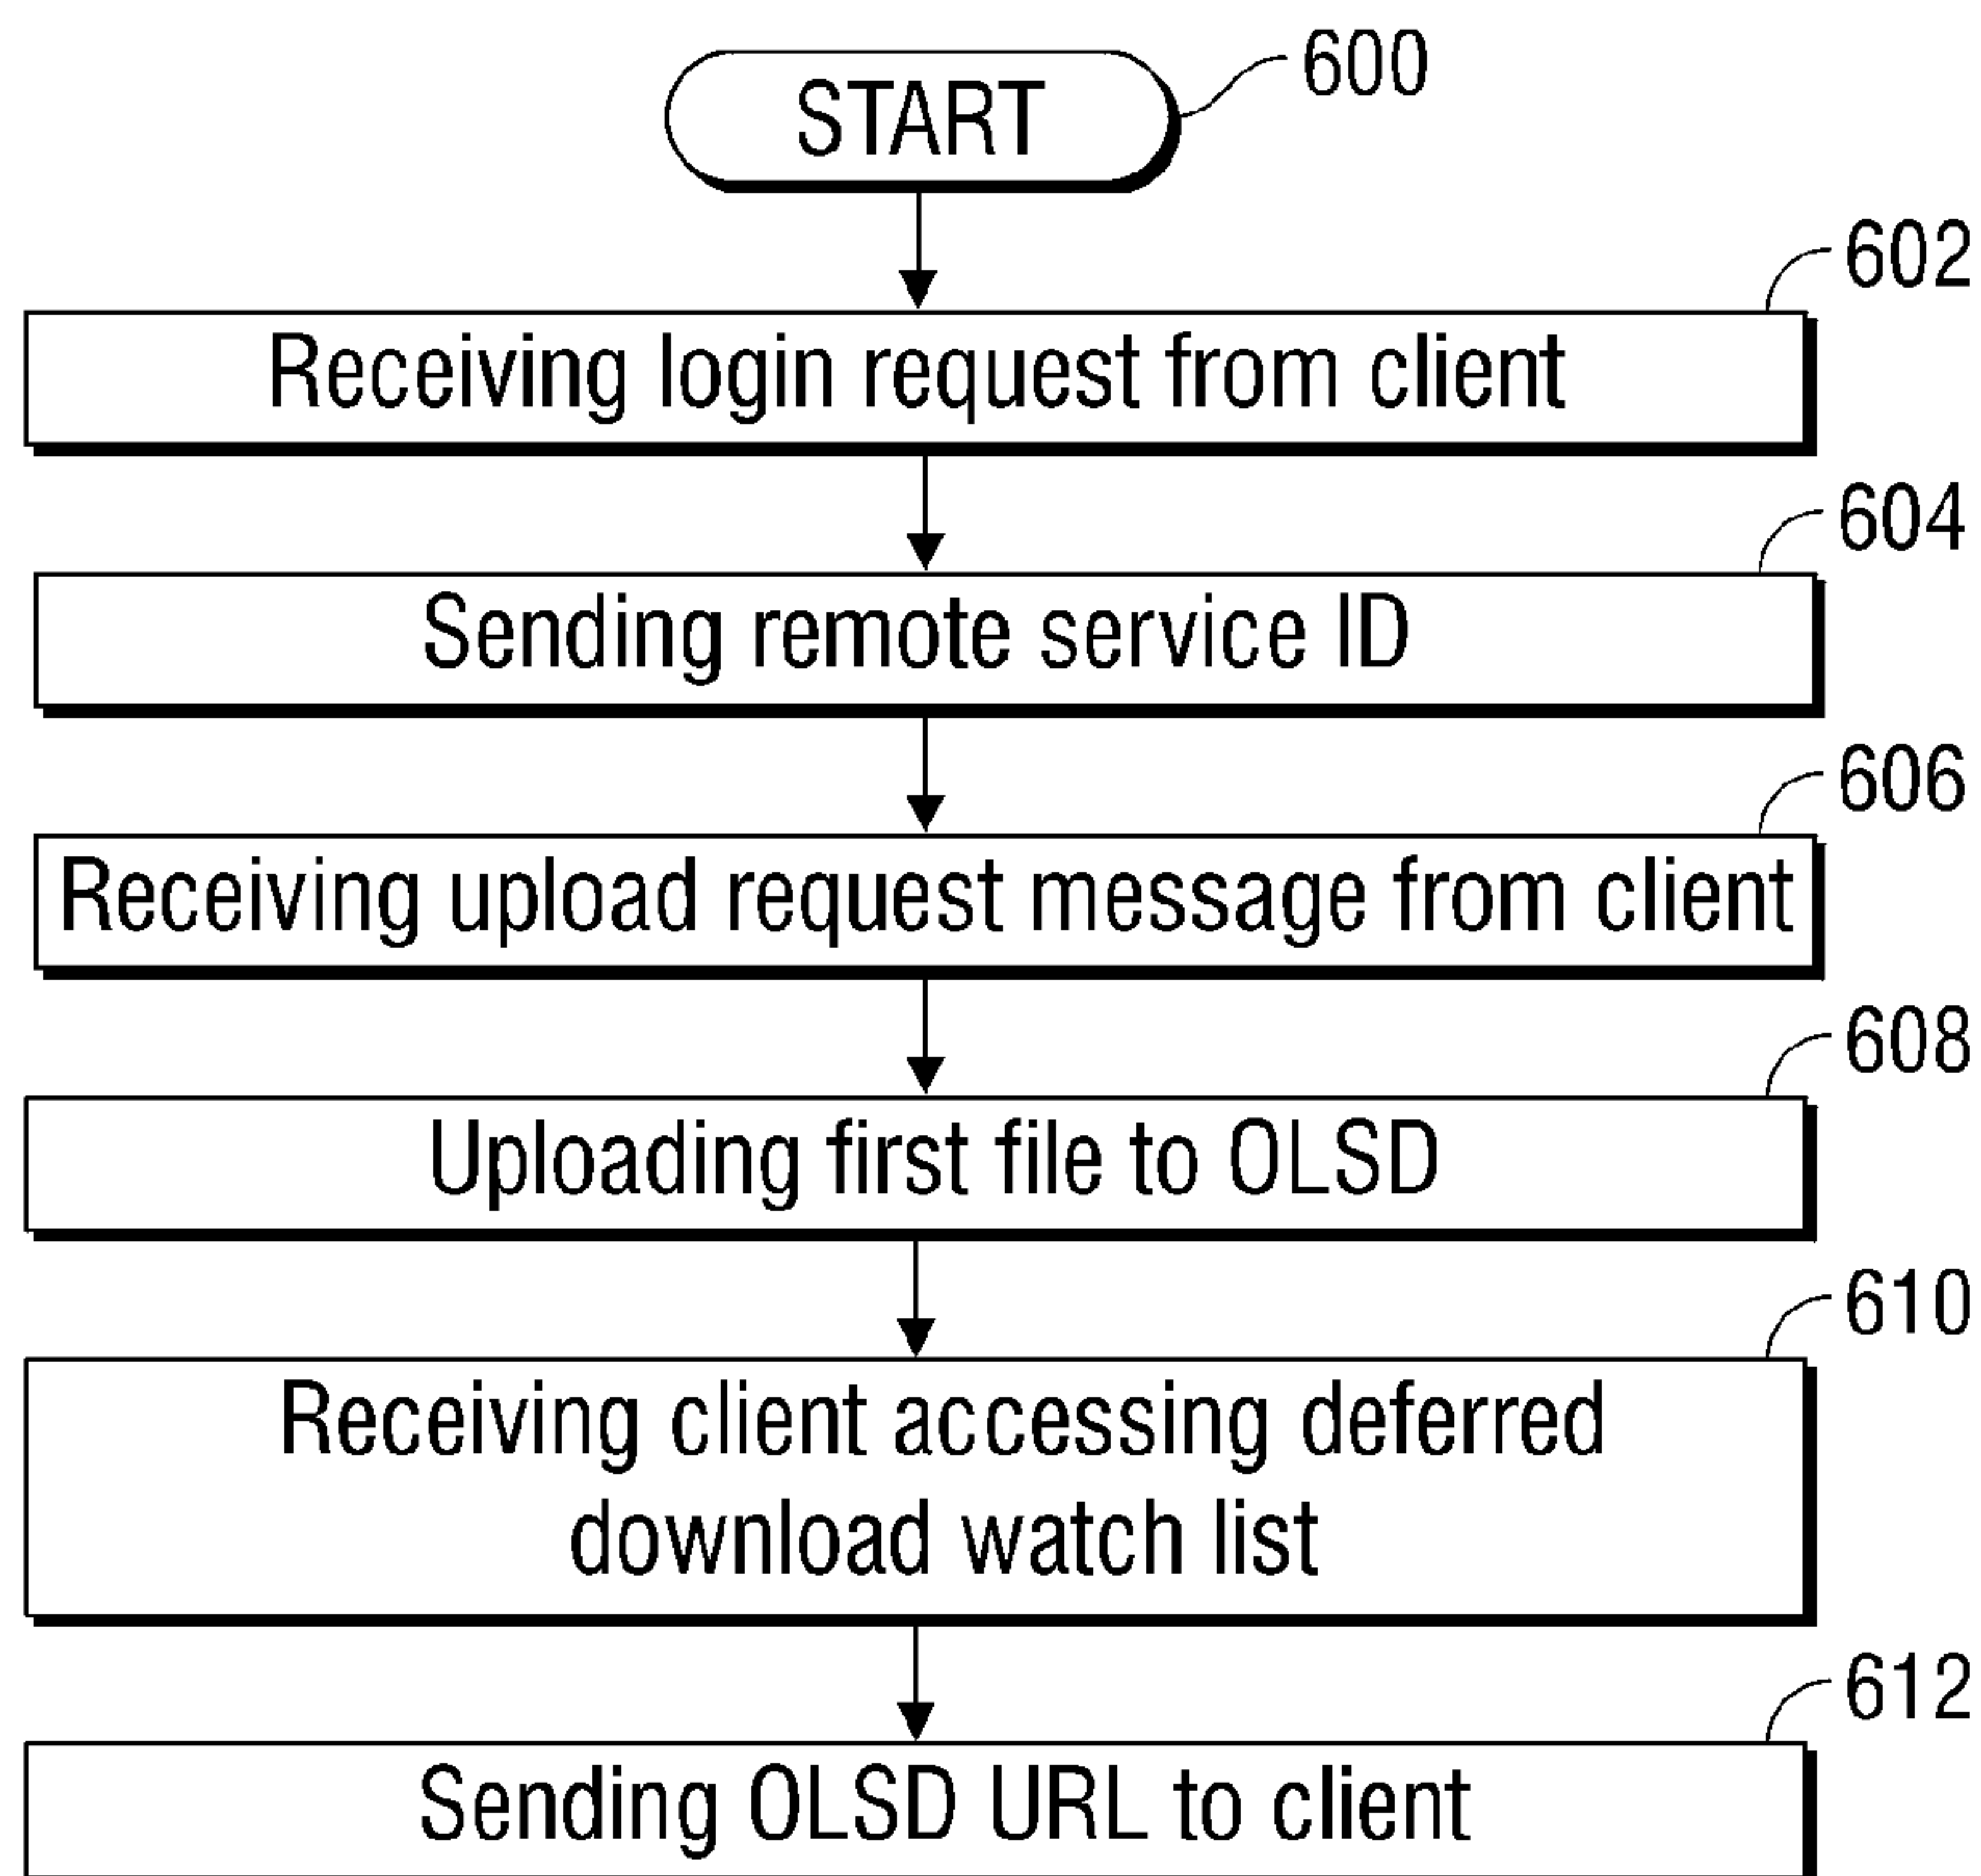 START
600
602
Receiving login request from client
604
Sending remote service ID
606
Receiving upload request message from client
608
Uploading first file to OLSD
610
Receiving client accessing deferred
download watch list
612
Sending OLSD URL to client